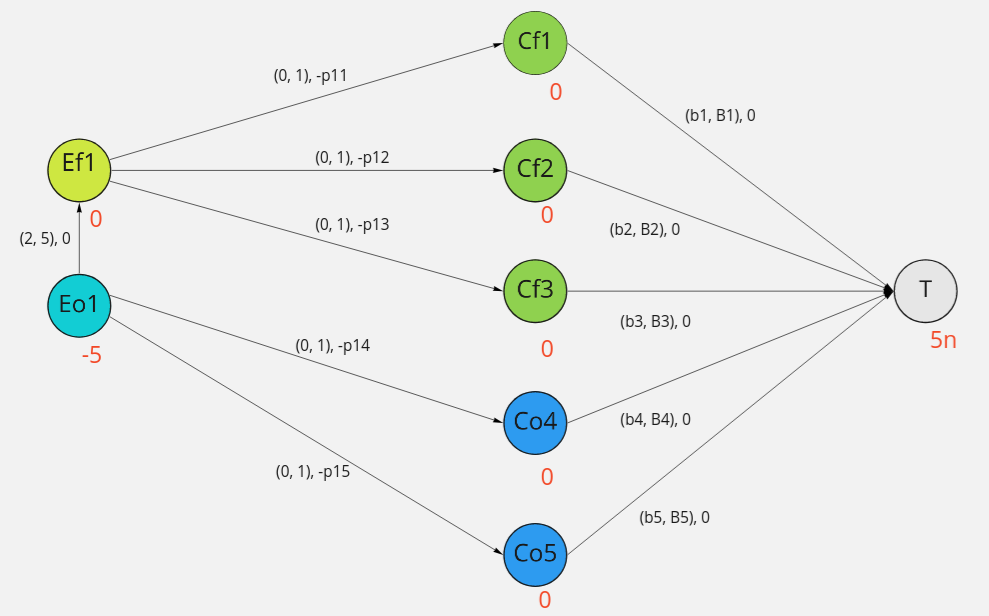 Cf1
0
(0, 1), -p11
(b1, B1), 0
Ef1
0
(0, 1), -p12
Cf2
0
(b2, B2), 0
(0, 1), -p13
(2, 5), 0
Eo1
-5
Cf3
0
(b3, B3), 0
T
5n
(0, 1), -p14
Co4
0
(b4, B4), 0
(0, 1), -p15
Co5
0
(b5, B5), 0